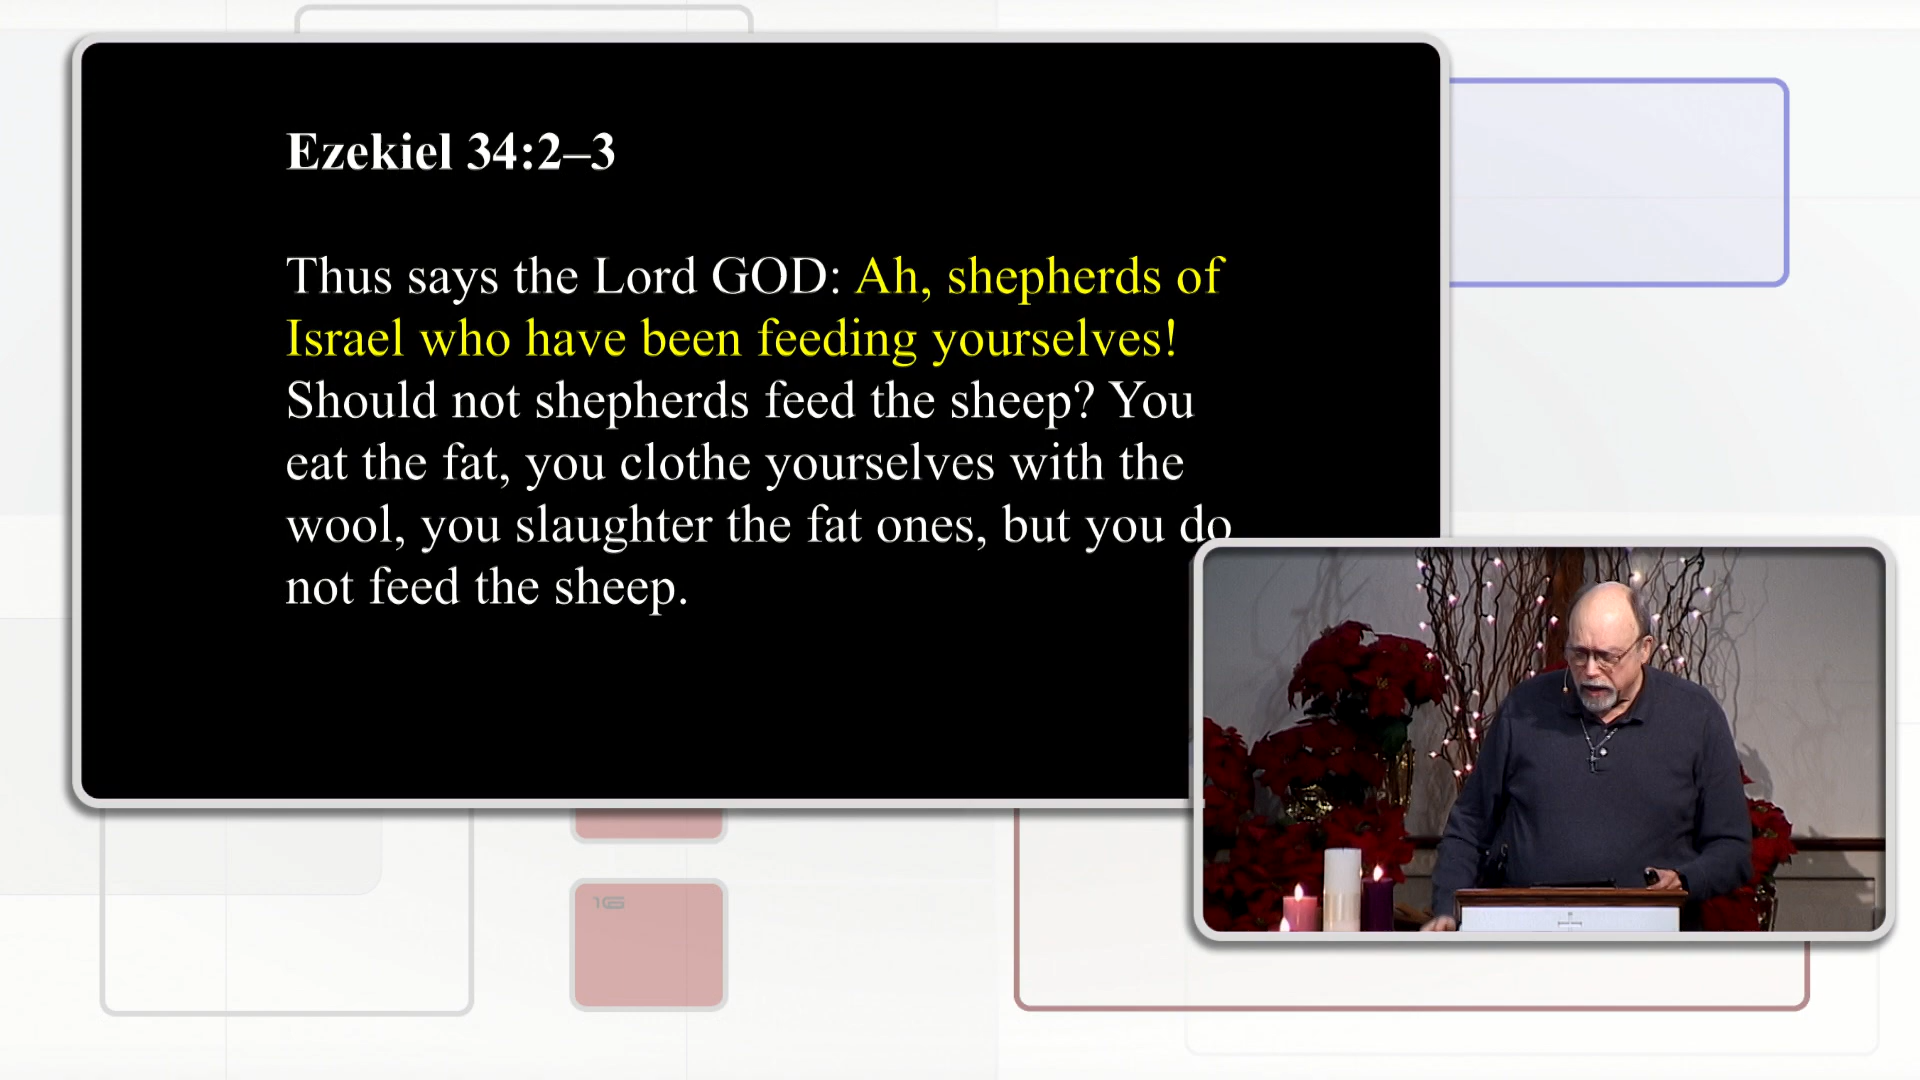 Ezekiel 34:2–3
Thus says the Lord GOD: Ah, shepherds of
Israel who have been feeding yourselves!
Should not shepherds feed the sheep? You
eat the fat, you clothe yourselves with the
wool, you slaughter the fat ones, but you do
not feed the sheep.
16